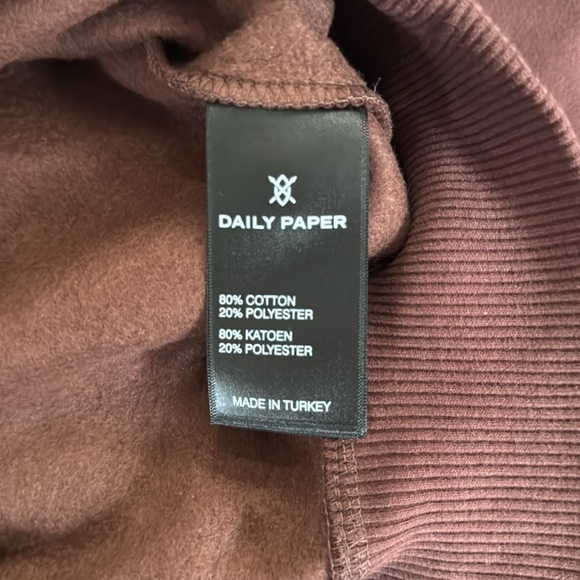 DAILY PAPER
80% COTTON
20% POLYESTER
80% KATOEN
20% POLYESTER
MADE IN TURKEY